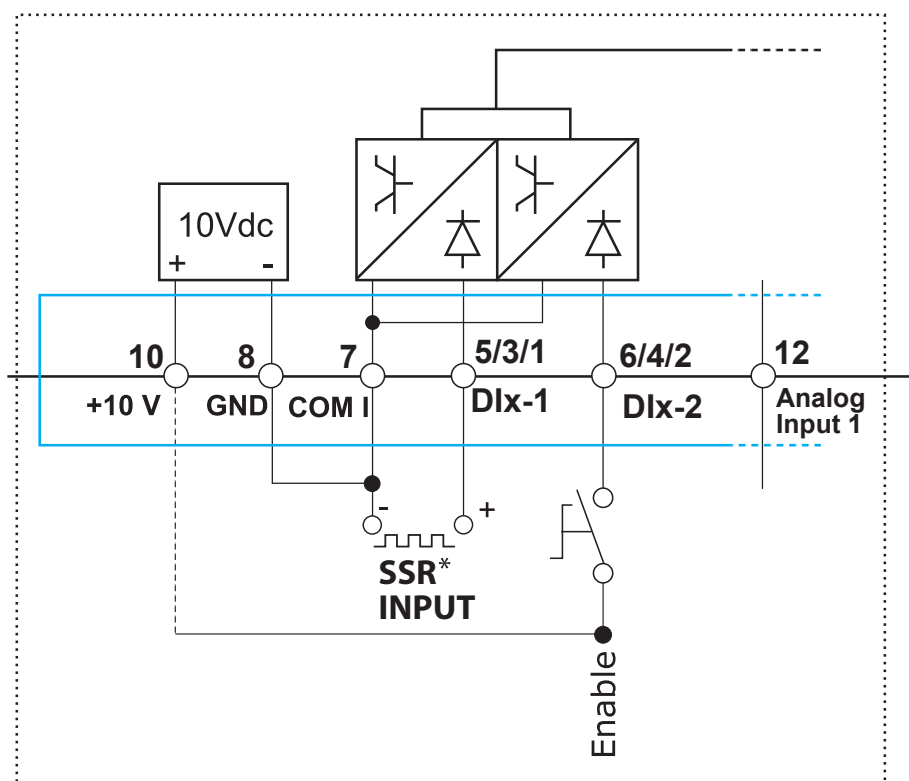 10Vdc
+ -
10 8 7 5/3/1 6/4/2 12
+10 V GND COM I DIx-1 DIx-2 Analog
Input 1
- +
SSR*
INPUT
Enable